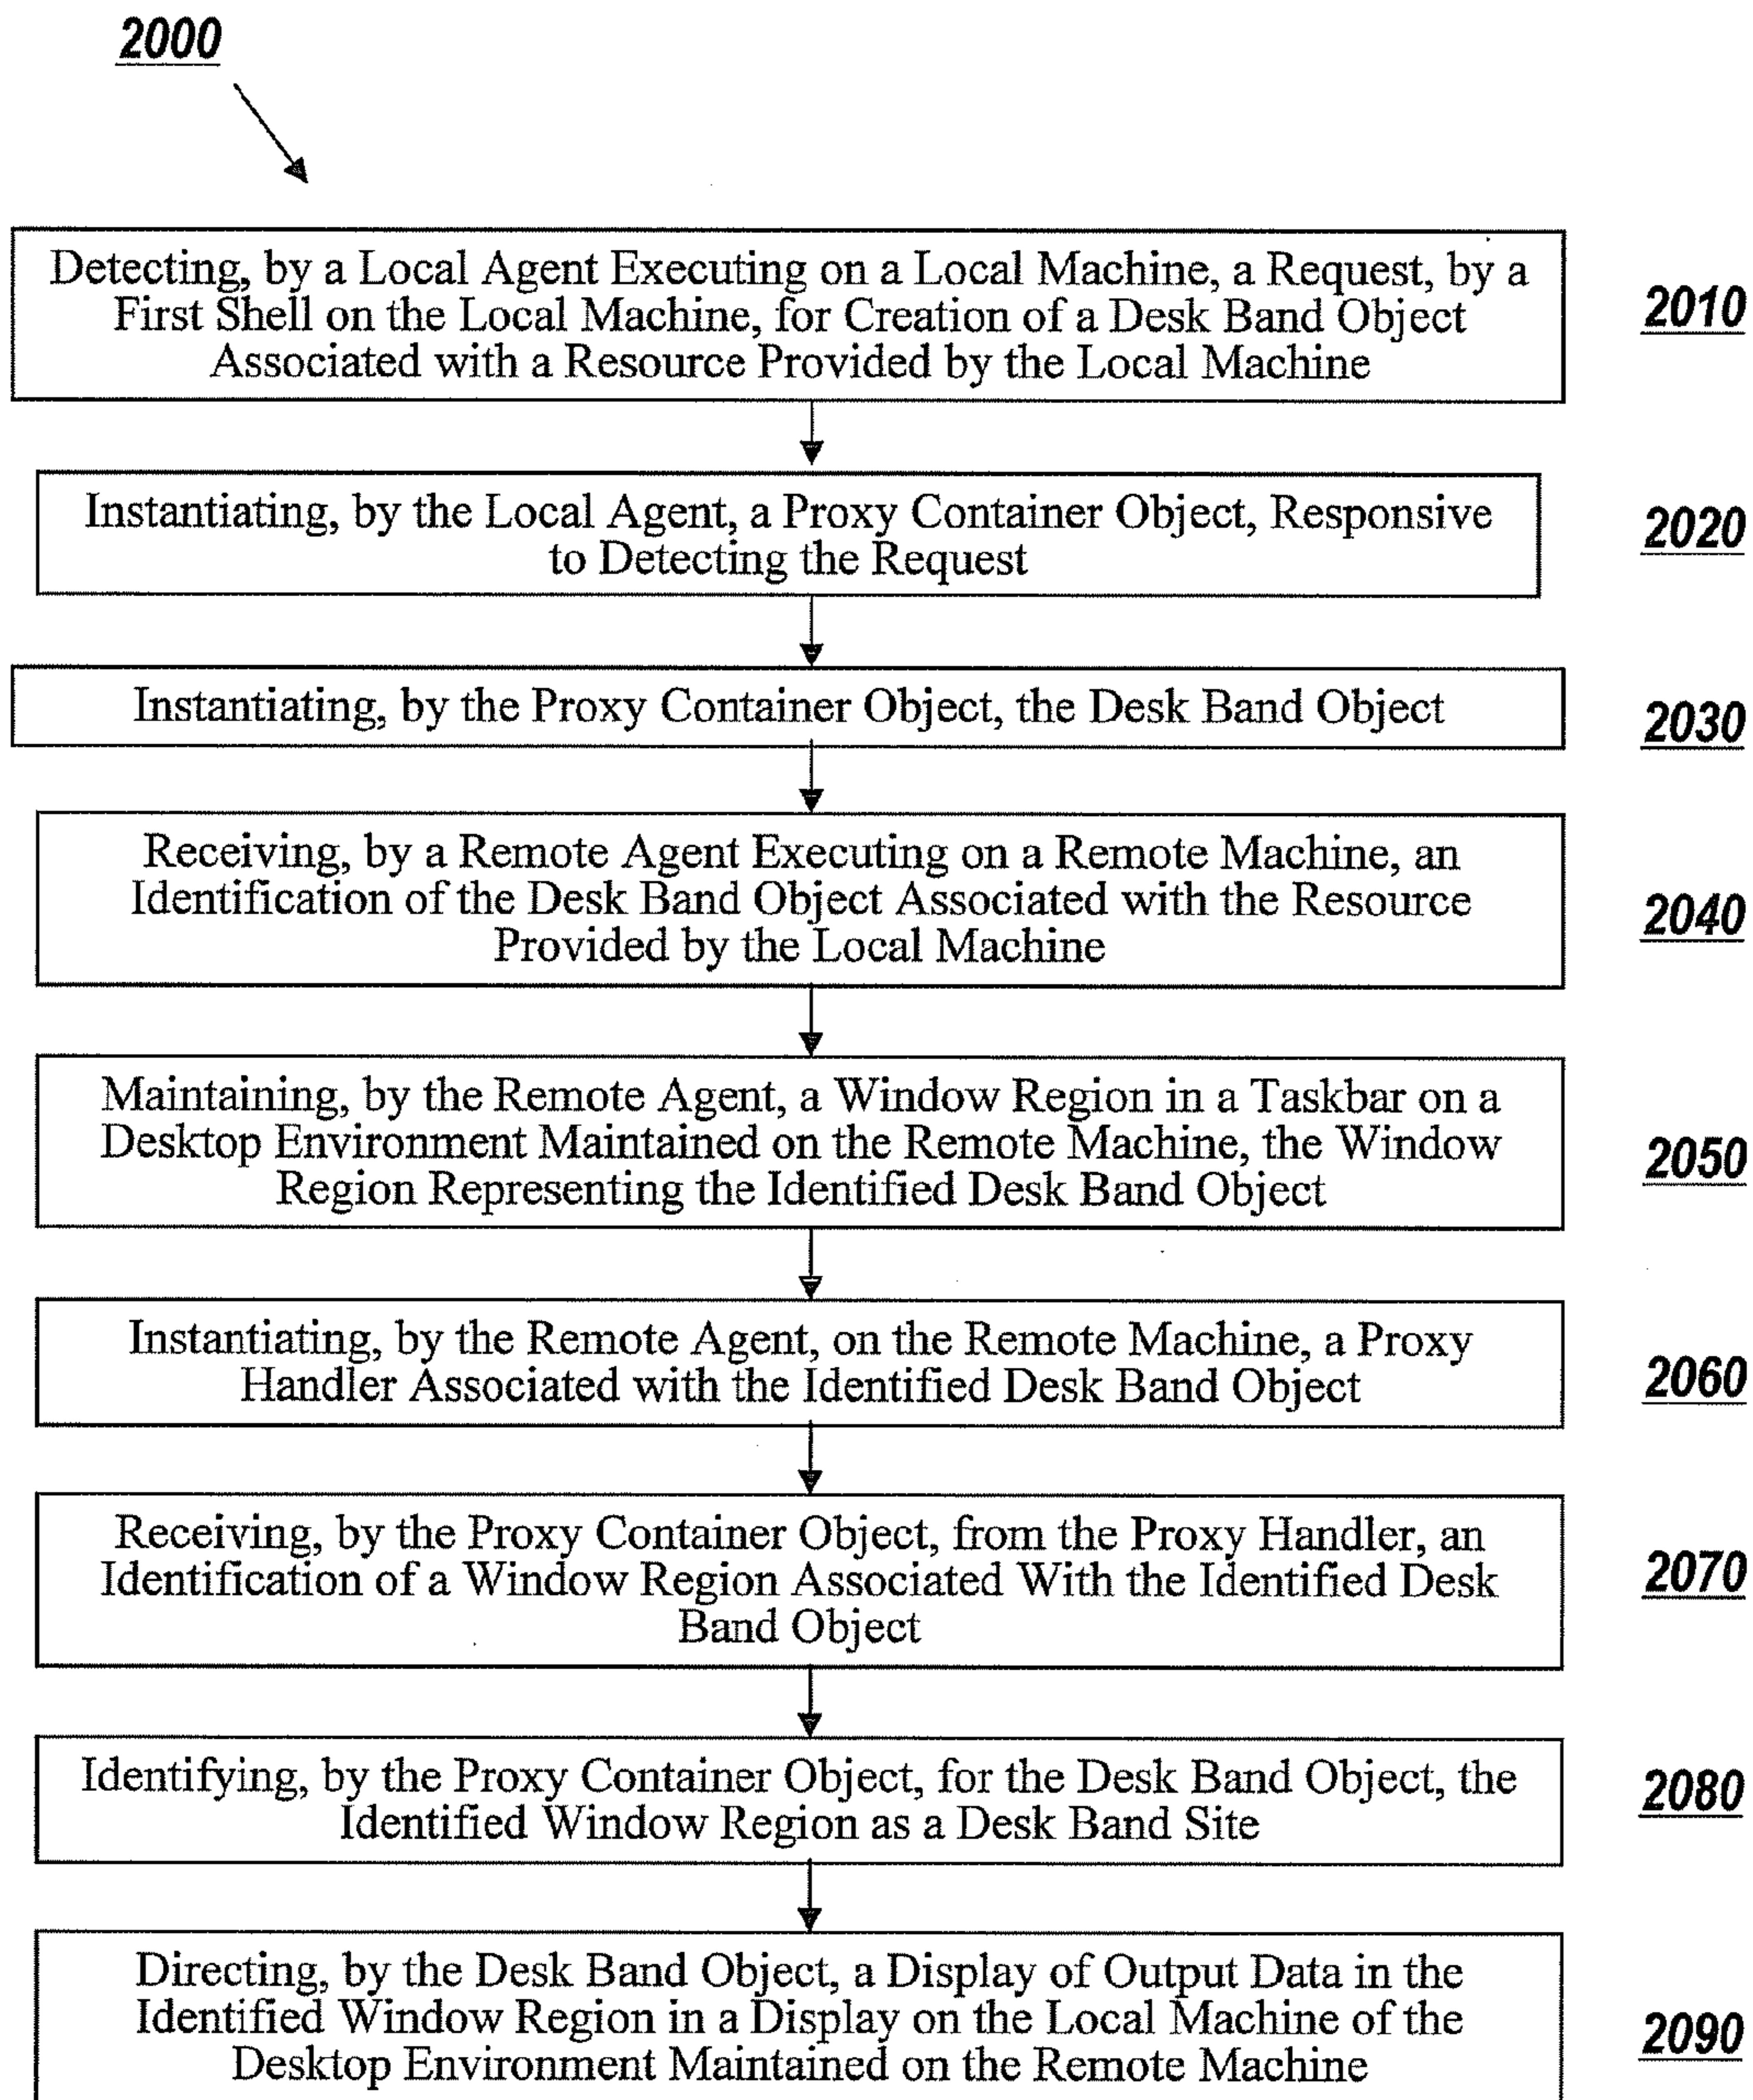 2000
Detecting, by a Local Agent Executing on a Local Machine, a Request, by a
First Shell on the Local Machine, for Creation of a Desk Band Object
Associated with a Resource Provided by the Local Machine
2010
Instantiating, by the Local Agent, a Proxy Container Object, Responsive
to Detecting the Request
2020
Instantiating, by the Proxy Container Object, the Desk Band Object
2030
Receiving, by a Remote Agent Executing on a Remote Machine, an
Identification of the Desk Band Object Associated with the Resource
Provided by the Local Machine
2040
Maintaining, by the Remote Agent, a Window Region in a Taskbar on a
Desktop Environment Maintained on the Remote Machine, the Window
Region Representing the Identified Desk Band Object
2050
Instantiating, by the Remote Agent, on the Remote Machine, a Proxy
Handler Associated with the Identified Desk Band Object
2060
Receiving, by the Proxy Container Object, from the Proxy Handler, an
Identification of a Window Region Associated With the Identified Desk
Band Object
2070
Identifying, by the Proxy Container Object, for the Desk Band Object, the
Identified Window Region as a Desk Band Site
2080
Directing, by the Desk Band Object, a Display of Output Data in the
Identified Window Region in a Display on the Local Machine of the
Desktop Environment Maintained on the Remote Machine
2090